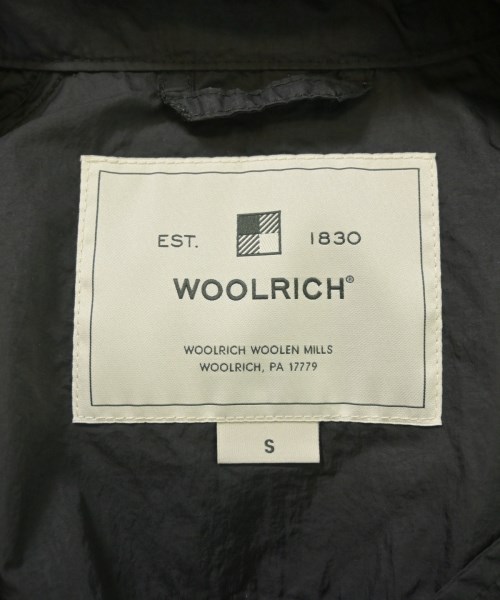 EST. 1830
WOOLRICH®
WOOLRICH WOOLEN MILLS
WOOLRICH, PA 17779
S